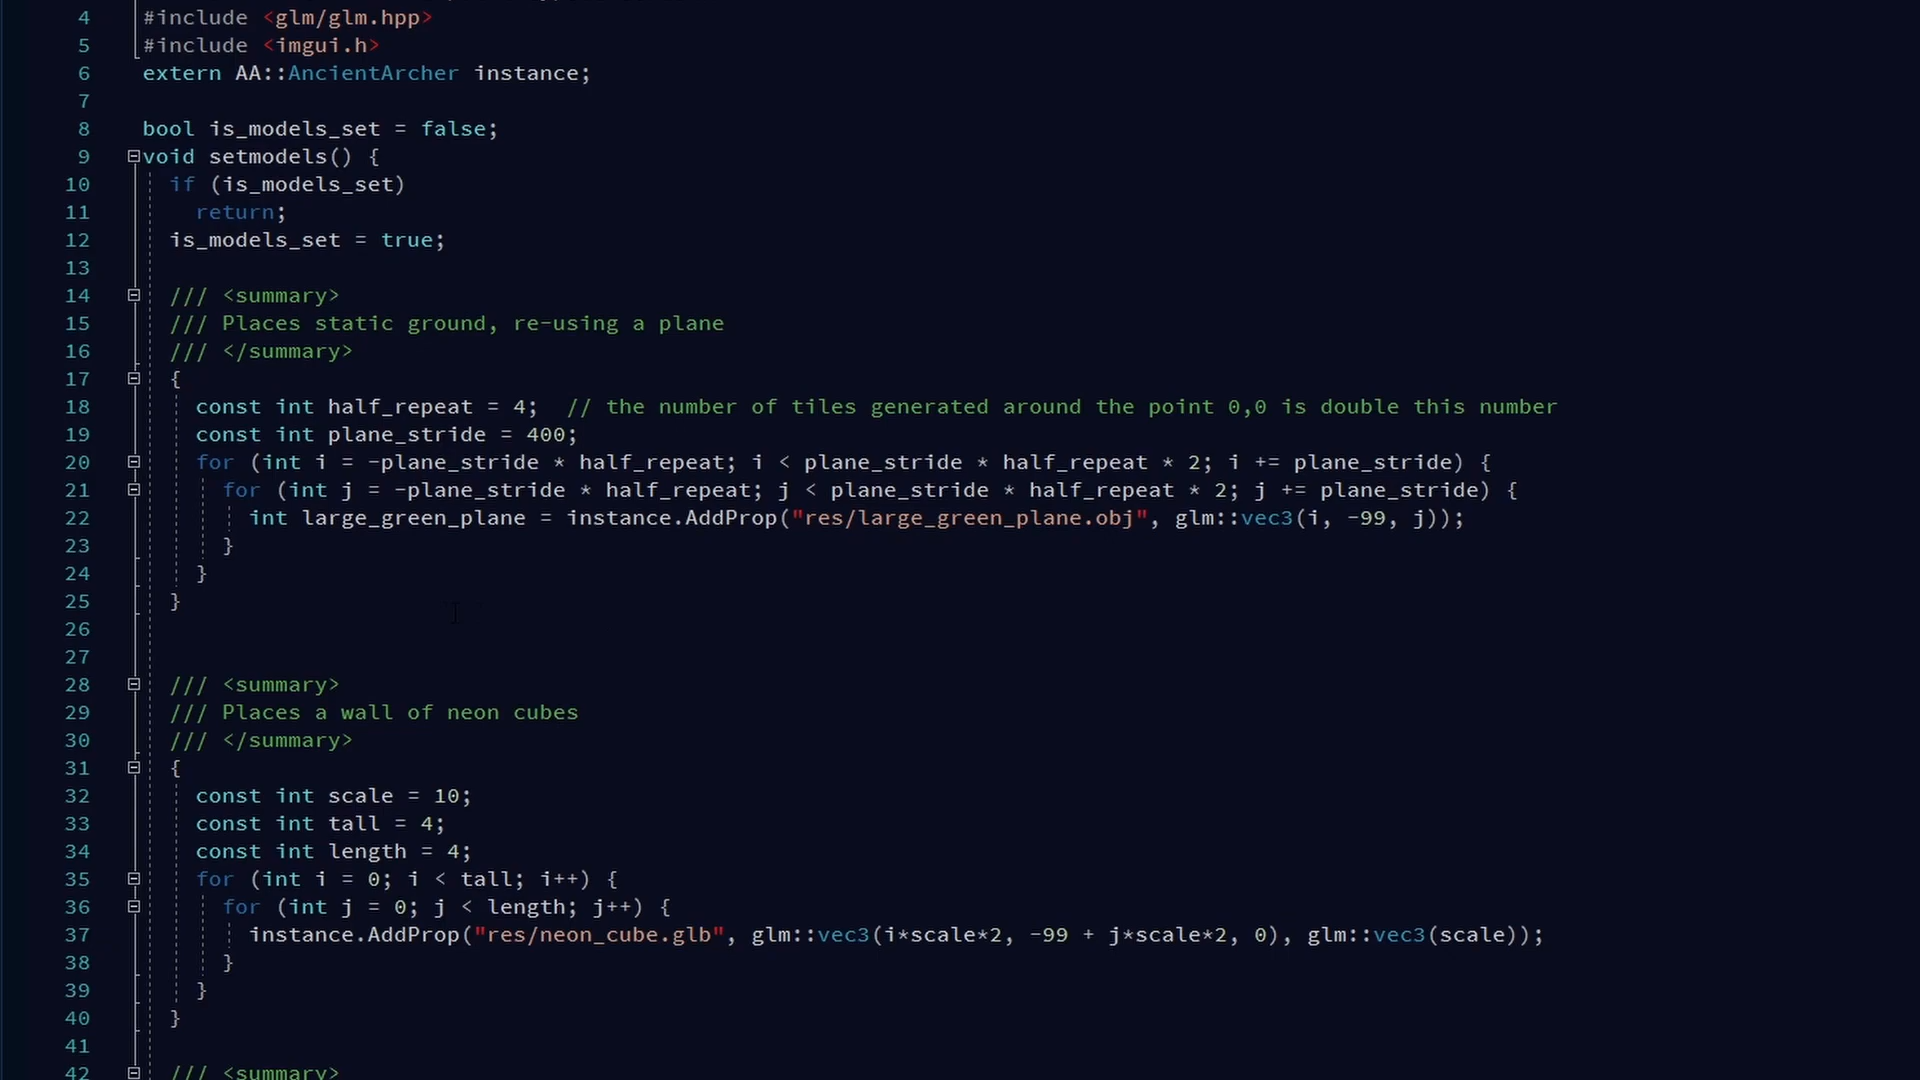 4 #include <glm/glm.hpp>
5 #include <imgui.h>
6 extern AA::AncientArcher instance;
7
8 bool is_models_set = false;
9 void setmodels() {
10 if (is_models_set)
11 return;
12 is_models_set = true;
13
14 /// <summary>
15 /// Places static ground, re-using a plane
16 /// </summary>
17 {
18 const int half_repeat = 4;  // the number of tiles generated around the point 0,0 is double this number
19 const int plane_stride = 400;
20 for (int i = -plane_stride * half_repeat; i < plane_stride * half_repeat * 2; i += plane_stride) {
21 for (int j = -plane_stride * half_repeat; j < plane_stride * half_repeat * 2; j += plane_stride) {
22 int large_green_plane = instance.AddProp("res/large_green_plane.obj", glm::vec3(i, -99, j));
23 }
24 }
25 }
26
27
28 /// <summary>
29 /// Places a wall of neon cubes
30 /// </summary>
31 {
32 const int scale = 10;
33 const int tall = 4;
34 const int length = 4;
35 for (int i = 0; i < tall; i++) {
36 for (int j = 0; j < length; j++) {
37 instance.AddProp("res/neon_cube.glb", glm::vec3(i*scale*2, -99 + j*scale*2, 0), glm::vec3(scale));
38 }
39 }
40 }
41
42 /// <summary>